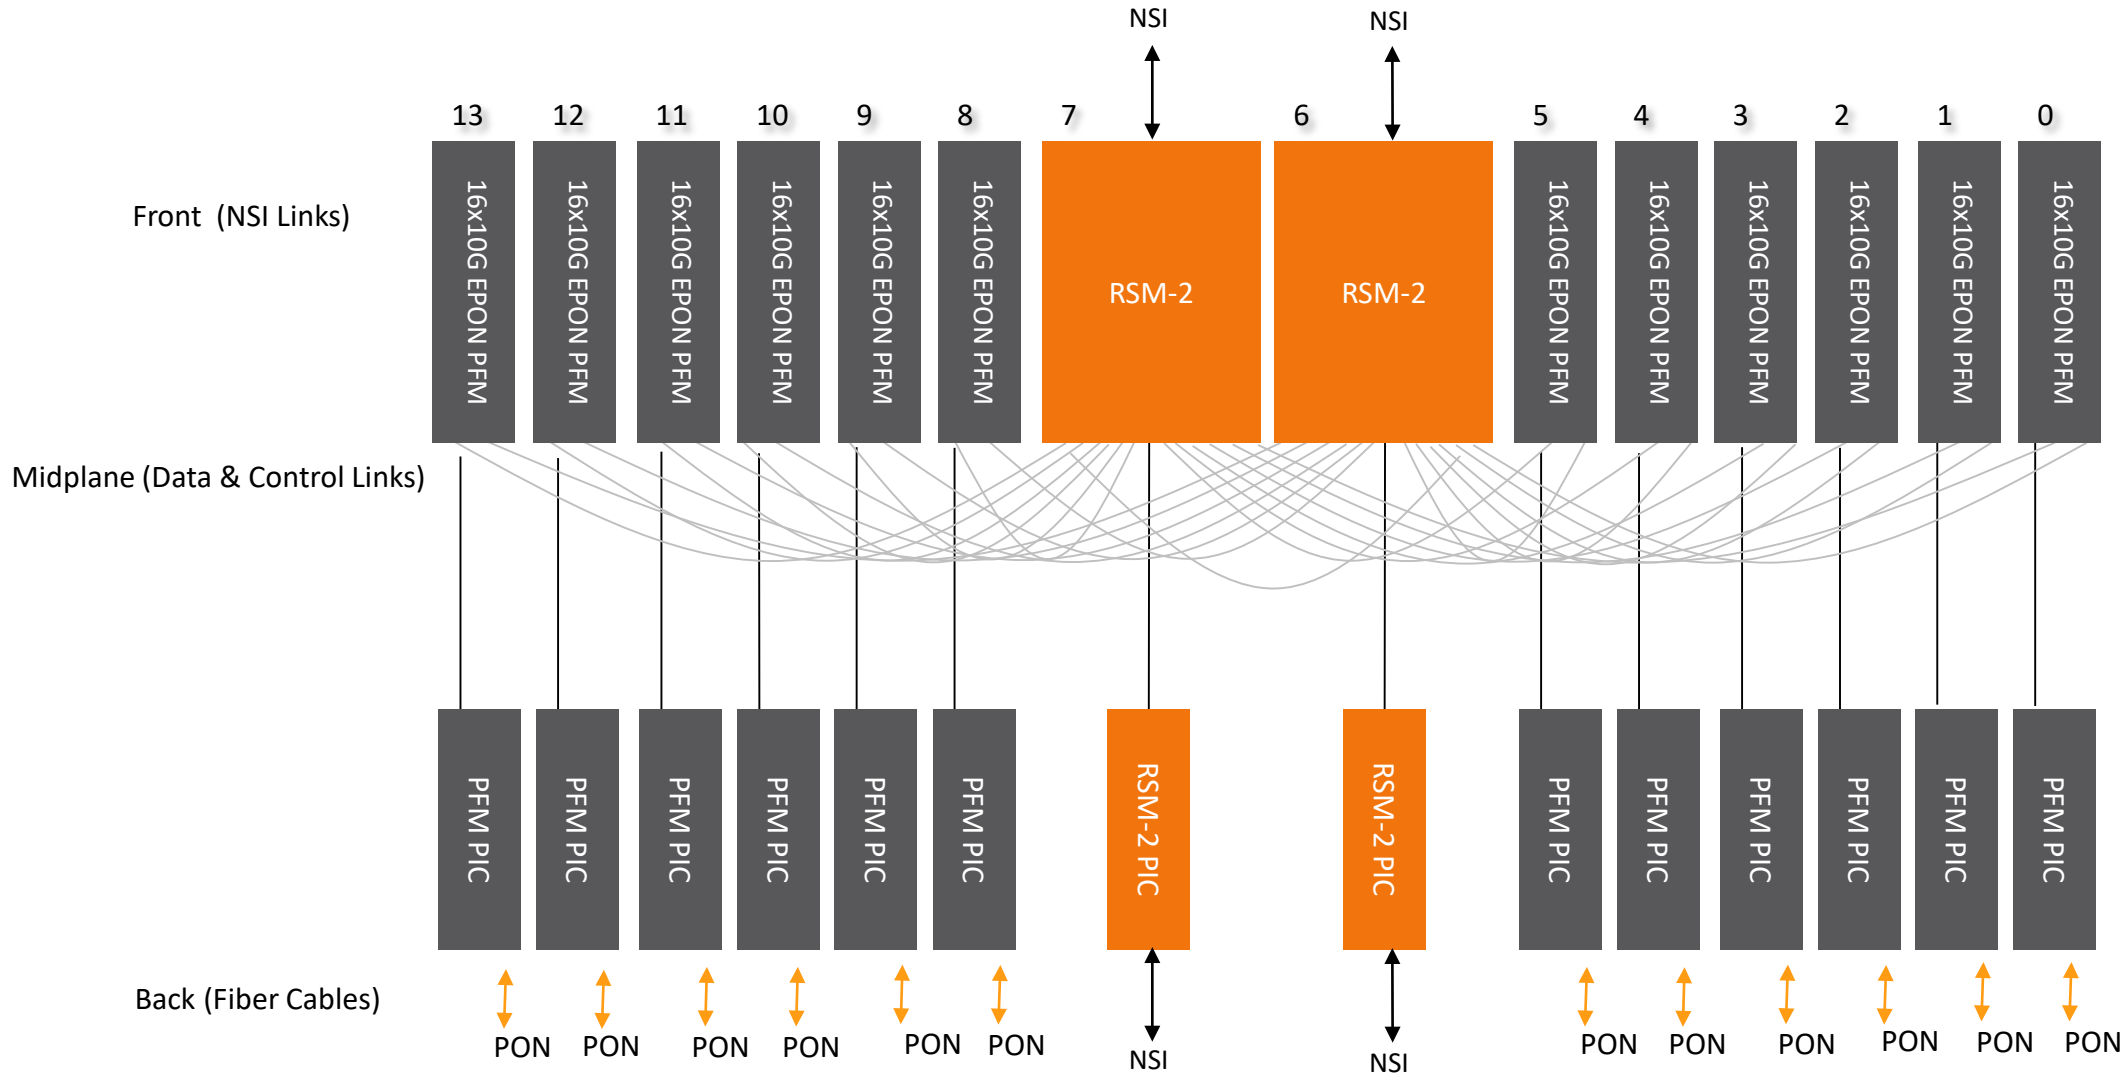 NSI
NSI
13
12
11
10
9
8
7
6
5
4
3
2
1
0
Front (NSI Links)
16x10G EPON PFM
16x10G EPON PFM
16x10G EPON PFM
16x10G EPON PFM
16x10G EPON PFM
16x10G EPON PFM
RSM-2
RSM-2
16x10G EPON PFM
16x10G EPON PFM
16x10G EPON PFM
16x10G EPON PFM
16x10G EPON PFM
16x10G EPON PFM
Midplane (Data & Control Links)
PFM PIC
PFM PIC
PFM PIC
PFM PIC
PFM PIC
PFM PIC
RSM-2 PIC
RSM-2 PIC
PFM PIC
PFM PIC
PFM PIC
PFM PIC
PFM PIC
PFM PIC
Back (Fiber Cables)
PON
PON
PON
PON
PON
PON
NSI
NSI
PON
PON
PON
PON
PON
PON